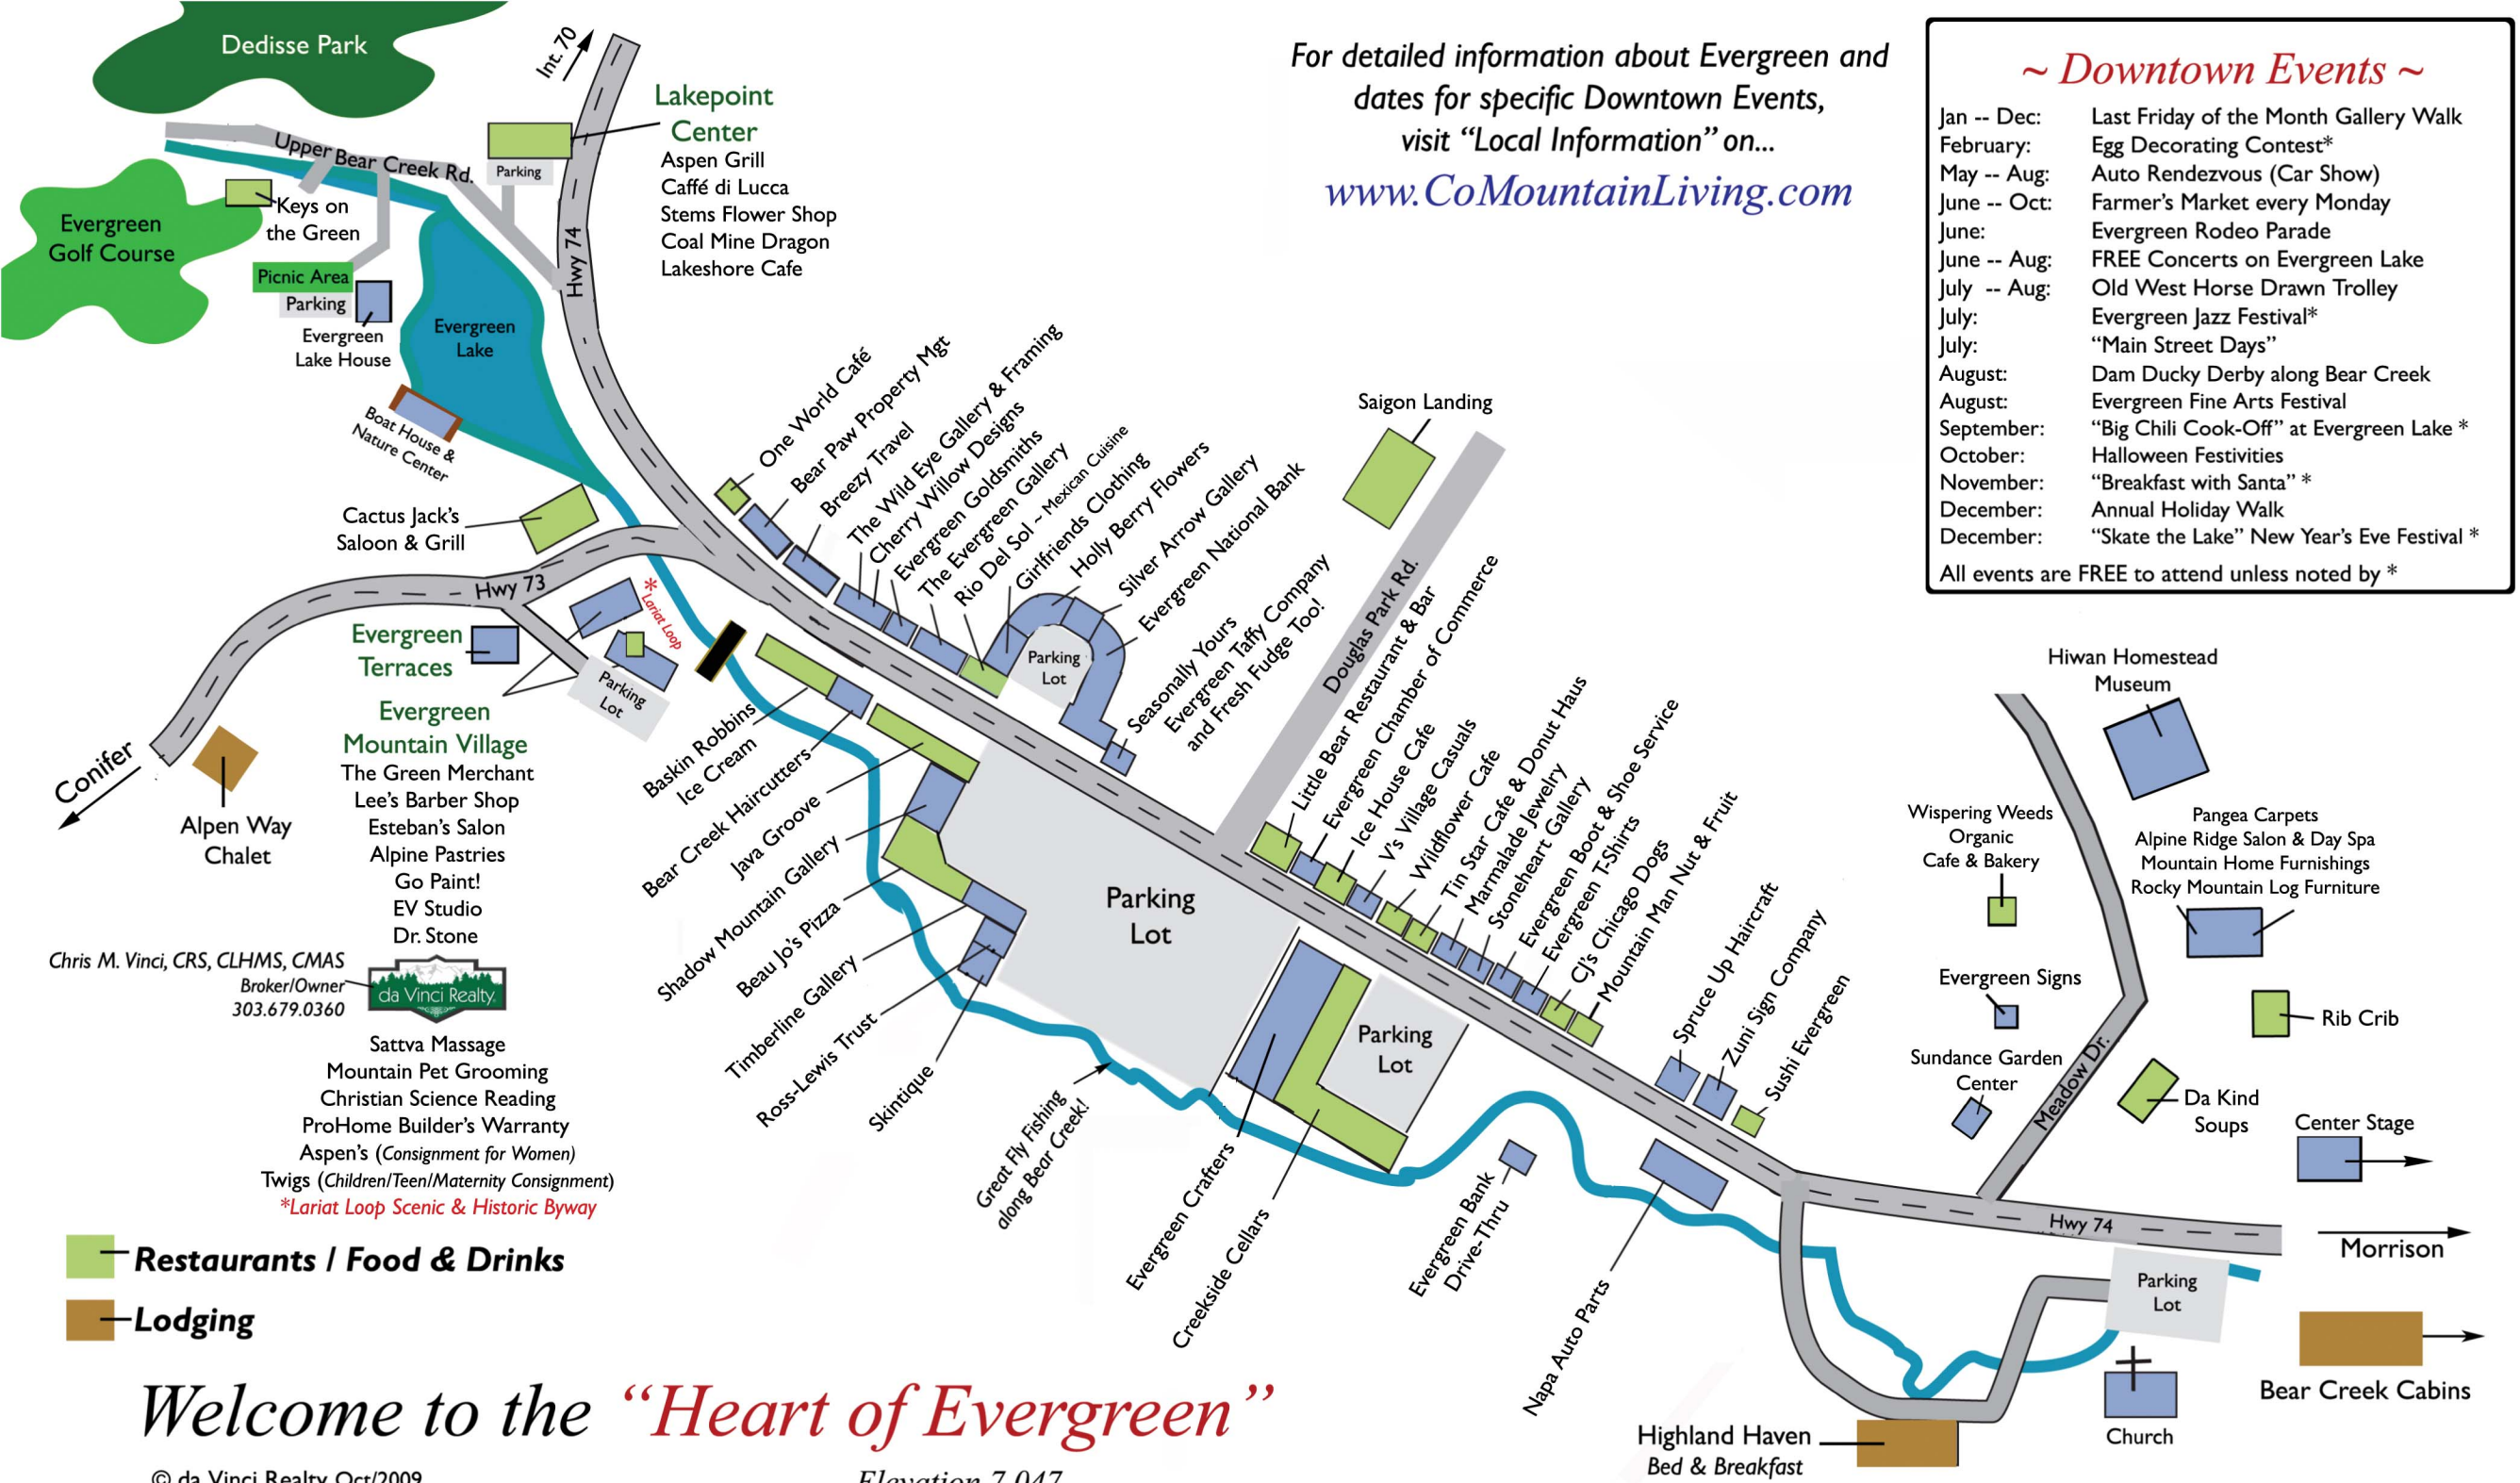 Dedisse Park
Int. 70
Lakepoint
Center
Aspen Grill
Caffé di Lucca
Stems Flower Shop
Coal Mine Dragon
Lakeshore Cafe
Parking
Upper Bear Creek Rd.
Hwy 74
Keys on
the Green
Evergreen
Golf Course
Picnic Area
Parking
Evergreen
Lake House
Evergreen
Lake
Boat House &
Nature Center
Cactus Jack's
Saloon & Grill
Hwy 73
* Lariat Loop
Conifer
Alpen Way
Chalet
Evergreen
Terraces
Parking
Lot
Evergreen
Mountain Village
The Green Merchant
Lee's Barber Shop
Esteban's Salon
Alpine Pastries
Go Paint!
EV Studio
Dr. Stone
Chris M. Vinci, CRS, CLHMS, CMAS
Broker/Owner
303.679.0360
da Vinci Realty.
Sattva Massage
Mountain Pet Grooming
Christian Science Reading
ProHome Builder's Warranty
Aspen's (Consignment for Women)
Twigs (Children/Teen/Maternity Consignment)
*Lariat Loop Scenic & Historic Byway
Restaurants / Food & Drinks
Lodging
For detailed information about Evergreen and
dates for specific Downtown Events,
visit “Local Information” on...
www.CoMountainLiving.com
~ Downtown Events ~
Jan -- Dec: Last Friday of the Month Gallery Walk
February: Egg Decorating Contest*
May -- Aug: Auto Rendezvous (Car Show)
June -- Oct: Farmer's Market every Monday
June: Evergreen Rodeo Parade
June -- Aug: FREE Concerts on Evergreen Lake
July -- Aug: Old West Horse Drawn Trolley
July: Evergreen Jazz Festival*
July: “Main Street Days”
August: Dam Ducky Derby along Bear Creek
August: Evergreen Fine Arts Festival
September: “Big Chili Cook-Off” at Evergreen Lake *
October: Halloween Festivities
November: “Breakfast with Santa” *
December: Annual Holiday Walk
December: “Skate the Lake” New Year's Eve Festival *
All events are FREE to attend unless noted by *
One World Café
Bear Paw Property Mgt
Breezy Travel
The Wild Eye Gallery & Framing
Cherry Willow Designs
Evergreen Goldsmiths
The Evergreen Gallery
Rio Del Sol ~ Mexican Cuisine
Girlfriends Clothing
Holly Berry Flowers
Silver Arrow Gallery
Evergreen National Bank
Parking
Lot
Seasonally Yours
Evergreen Taffy Company
and Fresh Fudge Too!
Saigon Landing
Douglas Park Rd.
Little Bear Restaurant & Bar
Evergreen Chamber of Commerce
Ice House Cafe
V's Village Casuals
Wildflower Cafe
Tin Star Cafe & Donut Haus
Marmalade Jewelry
Stoneheart Gallery
Evergreen Boot & Shoe Service
Evergreen T-Shirts
CJ's Chicago Dogs
Mountain Man Nut & Fruit
Spruce Up Haircraft
Zuni Sign Company
Sushi Evergreen
Baskin Robbins
Ice Cream
Bear Creek Haircutters
Java Groove
Shadow Mountain Gallery
Beau Jo's Pizza
Timberline Gallery
Ross-Lewis Trust
Skintique
Parking
Lot
Great Fly Fishing
along Bear Creek!
Parking
Lot
Evergreen Crafters
Creekside Cellars
Evergreen Bank
Drive-Thru
Napa Auto Parts
Hiwan Homestead
Museum
Wispering Weeds
Organic
Cafe & Bakery
Pangea Carpets
Alpine Ridge Salon & Day Spa
Mountain Home Furnishings
Rocky Mountain Log Furniture
Evergreen Signs
Rib Crib
Sundance Garden
Center
Meadow Dr.
Da Kind
Soups
Center Stage
Hwy 74
Morrison
Parking
Lot
Bear Creek Cabins
Church
Highland Haven
Bed & Breakfast
Welcome to the “Heart of Evergreen”
© da Vinci Realty Oct/2009
Elevation 7,047